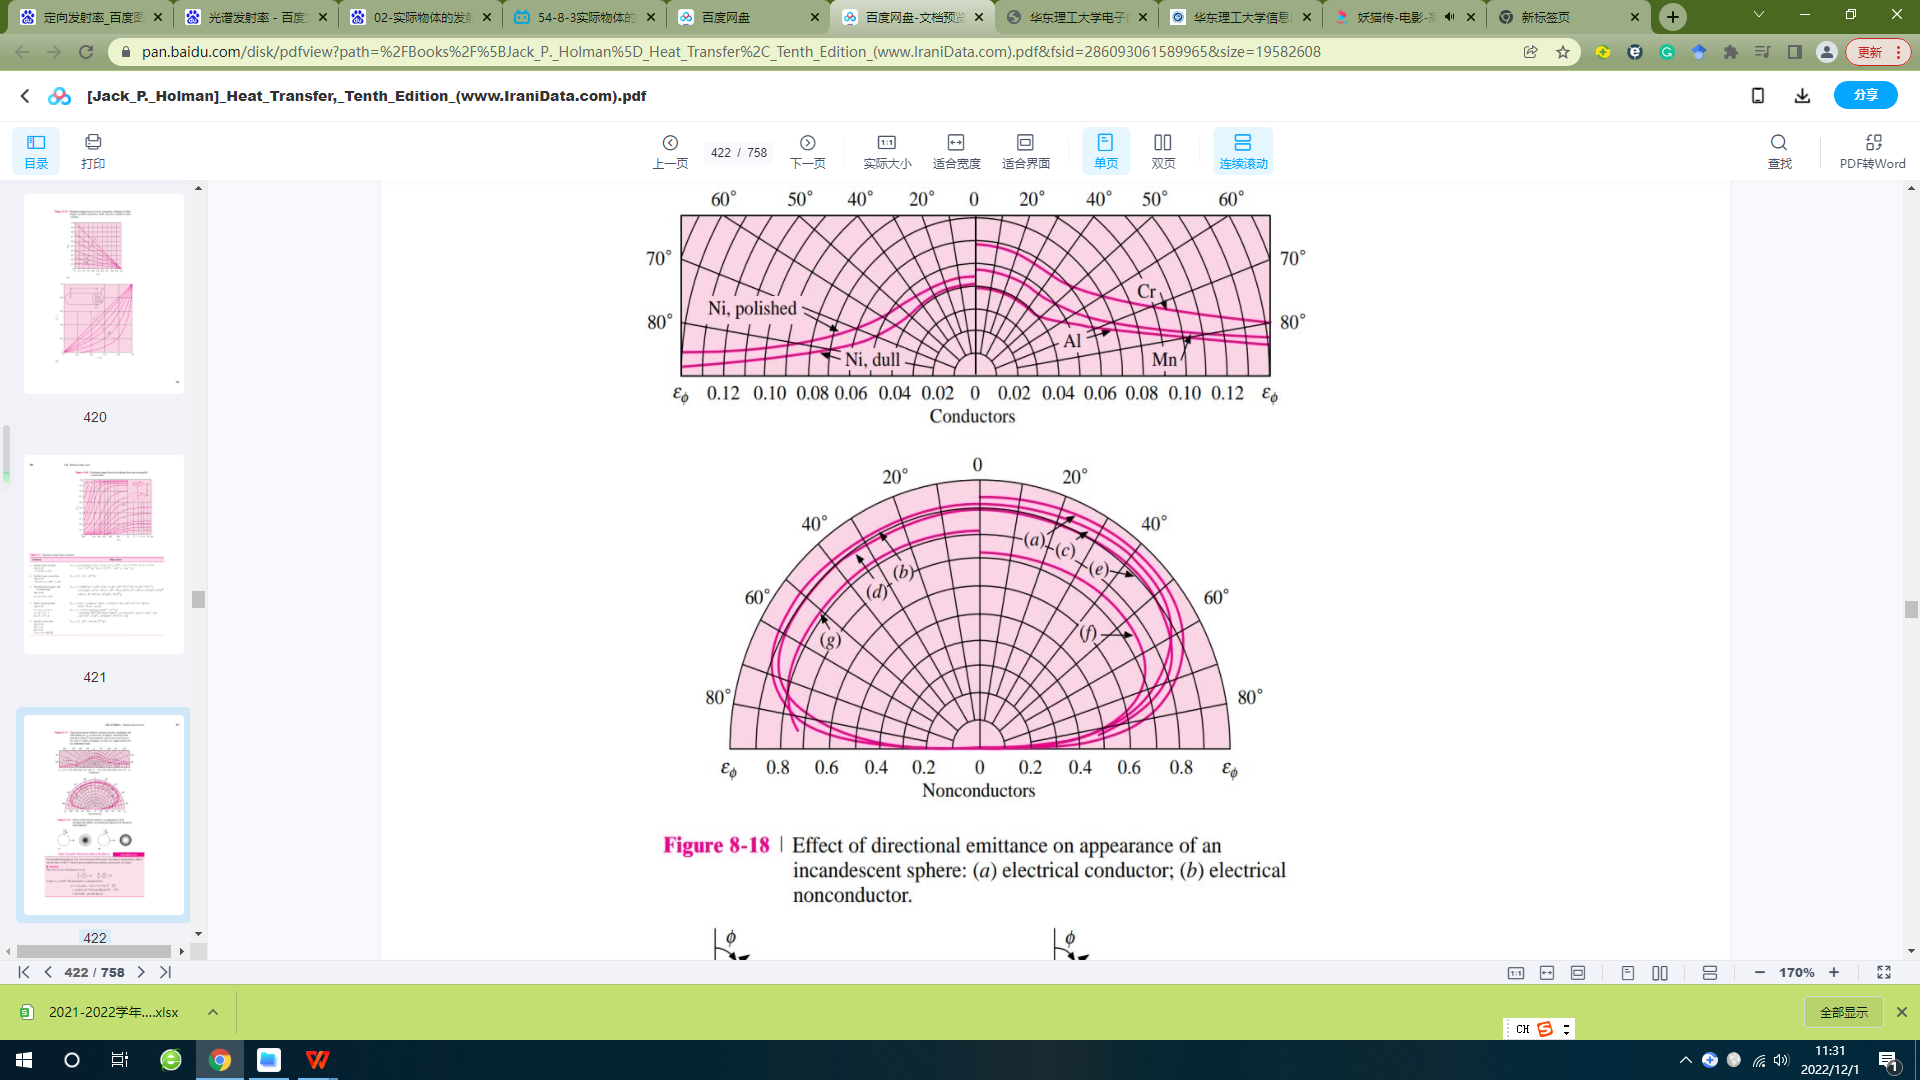 定向发射率_百度图
光谱发射率 - 百度
02-实际物体的发射
54-8-3实际物体的
百度网盘
百度网盘-文档预览
华东理工大学电子
华东理工大学信息
妖猫传-电影-高
新标签页
pan.baidu.com/disk/pdfview?path=%2FBooks%2F%5BJack_P._Holman%5D_Heat_Transfer%2C_Tenth_Edition_(www.IraniData.com).pdf&fsid=286093061589965&size=19582608
更新
[Jack_P._Holman]_Heat_Transfer,_Tenth_Edition_(www.IraniData.com).pdf
分享
目录
打印
上一页
422 / 758
下一页
1:1
实际大小
适合宽度
适合界面
单页
双页
连续滚动
查找
PDF转Word
420
421
422
60° 50° 40° 20° 0 20° 40° 50° 60°
70° 70°
Cr
Ni, polished
80° 80°
Al
Ni, dull
Mn
εϕ 0.12 0.10 0.08 0.06 0.04 0.02 0 0.02 0.04 0.06 0.08 0.10 0.12 εϕ
Conductors
0
20° 20°
40° 40°
(a)
(c)
(b)
(e)
(d)
60° 60°
(g)
(f)
80° 80°
εϕ 0.8 0.6 0.4 0.2 0 0.2 0.4 0.6 0.8 εϕ
Nonconductors
Figure 8-18 | Effect of directional emittance on appearance of an
incandescent sphere: (a) electrical conductor; (b) electrical
nonconductor.
ϕ ϕ
422 / 758
1:1
170%
2021-2022学年....xlsx
全部显示
CH
11:31
2022/12/1
1